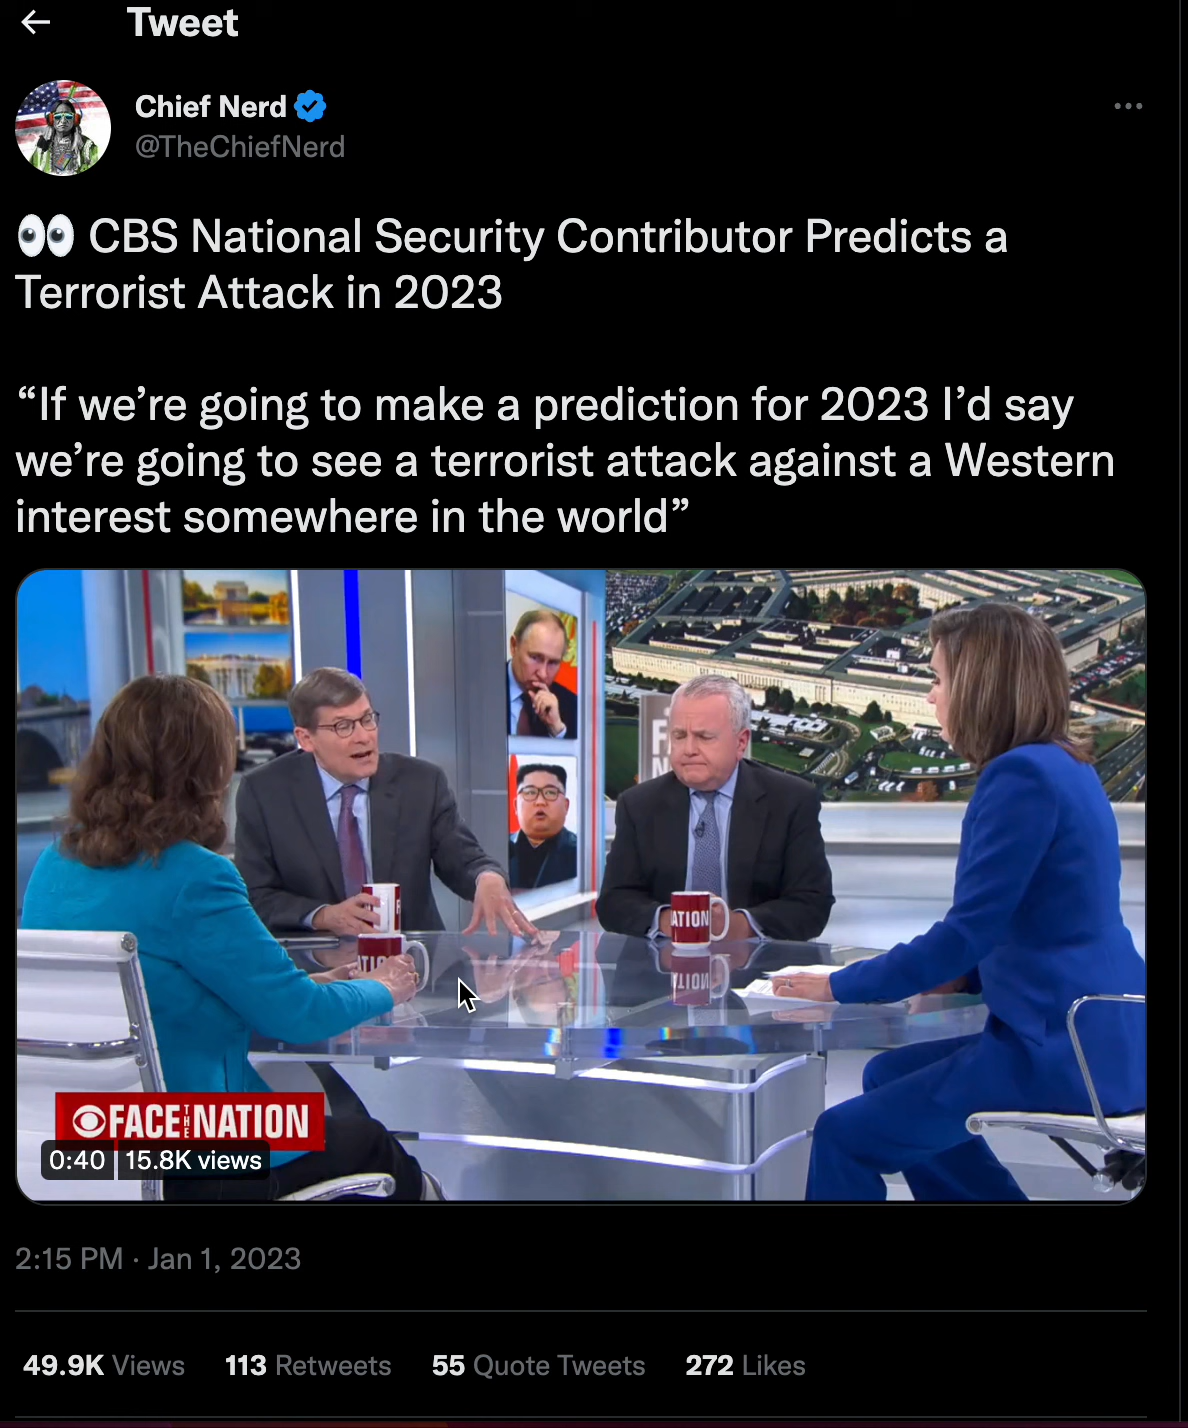 Tweet
Chief Nerd
@TheChiefNerd
👀 CBS National Security Contributor Predicts a
Terrorist Attack in 2023
“If we’re going to make a prediction for 2023 I’d say
we’re going to see a terrorist attack against a Western
interest somewhere in the world”
F
N
F
ATION
FACE THE NATION
0:40 15.8K views
2:15 PM · Jan 1, 2023
49.9K Views 113 Retweets 55 Quote Tweets 272 Likes